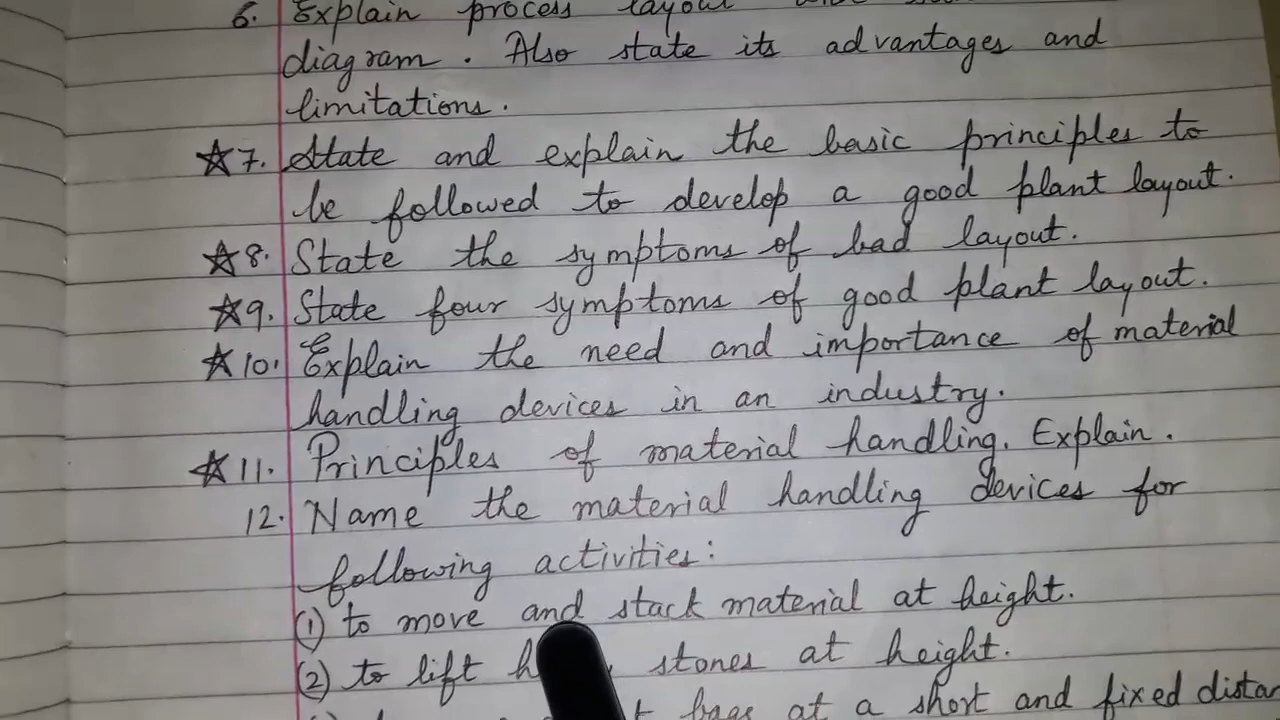 6. Explain process layout
diagram. Also state its advantages and
limitations.
☆7. State and explain the basic principles to
be followed to develop a good plant layout.
☆8. State the symptoms of bad layout.
☆9. State four symptoms of good plant layout.
☆10. Explain the need and importance of material
handling devices in an industry.
☆11. Principles of material handling. Explain.
12. Name the material handling devices for
following activities:
(1) to move and stack material at height.
(2) to lift stones at height.
bags at a short and fixed